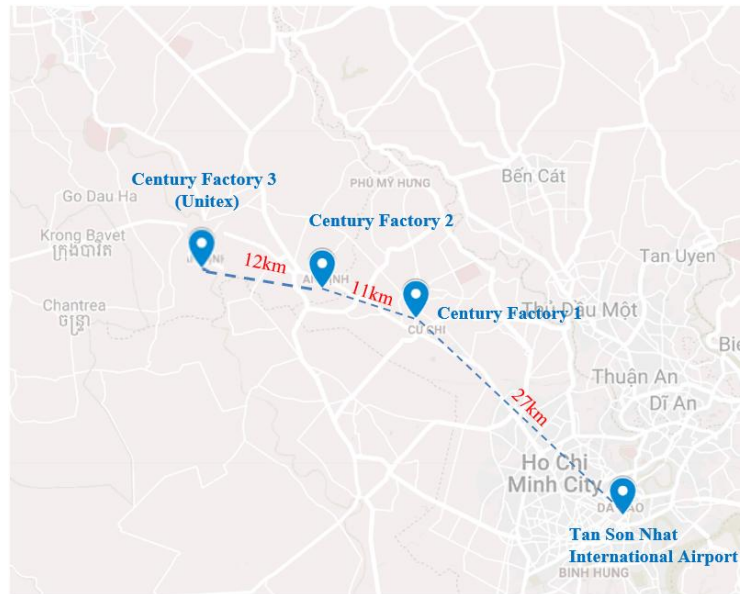 Century Factory 3
(Unitex)
PHÚ MỸ HƯNG
Bến Cát
Go Dau Ha
Century Factory 2
Krong Bavet
ក្រុងបាវិត
12km
Tan Uyen
11km
Chantrea
ចន្ទ្រា
Century Factory 1
Thủ Dầu Một
CỦ CHI
Thuận An
Dĩ An
27km
Ho Chi
Minh City
Tan Son Nhat
International Airport
BÌNH HƯNG